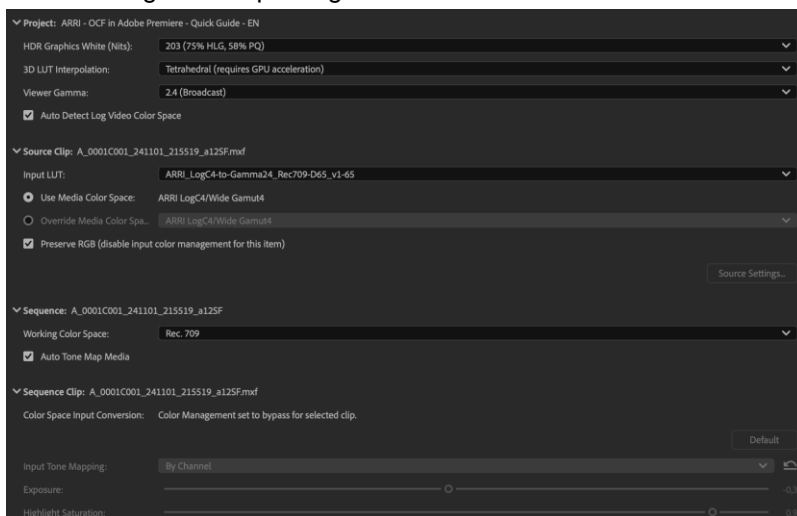 Project: ARRI - OCF in Adobe Premiere - Quick Guide - EN
HDR Graphics White (Nits): 203 (75% HLG, 58% PQ)
3D LUT Interpolation: Tetrahedral (requires GPU acceleration)
Viewer Gamma: 2.4 (Broadcast)
Auto Detect Log Video Color Space
Source Clip: A_0001C001_241101_215519_a12SF.mxf
Input LUT: ARRI_LogC4-to-Gamma24_Rec709-D65_v1-65
Use Media Color Space: ARRI LogC4/Wide Gamut4
Override Media Color Spa... ARRI LogC4/Wide Gamut4
Preserve RGB (disable input color management for this item)
Source Settings...
Sequence: A_0001C001_241101_215519_a12SF
Working Color Space: Rec. 709
Auto Tone Map Media
Sequence Clip: A_0001C001_241101_215519_a12SF.mxf
Color Space Input Conversion: Color Management set to bypass for selected clip.
Default
Input Tone Mapping: By Channel
Exposure:
Highlight Saturation: